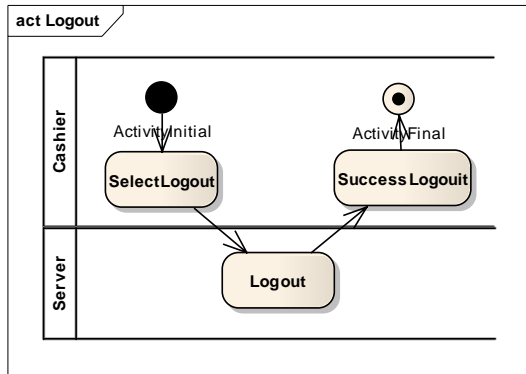 act Logout
Cashier
ActivityInitial
ActivityFinal
SelectLogout
SuccessLogouit
Server
Logout